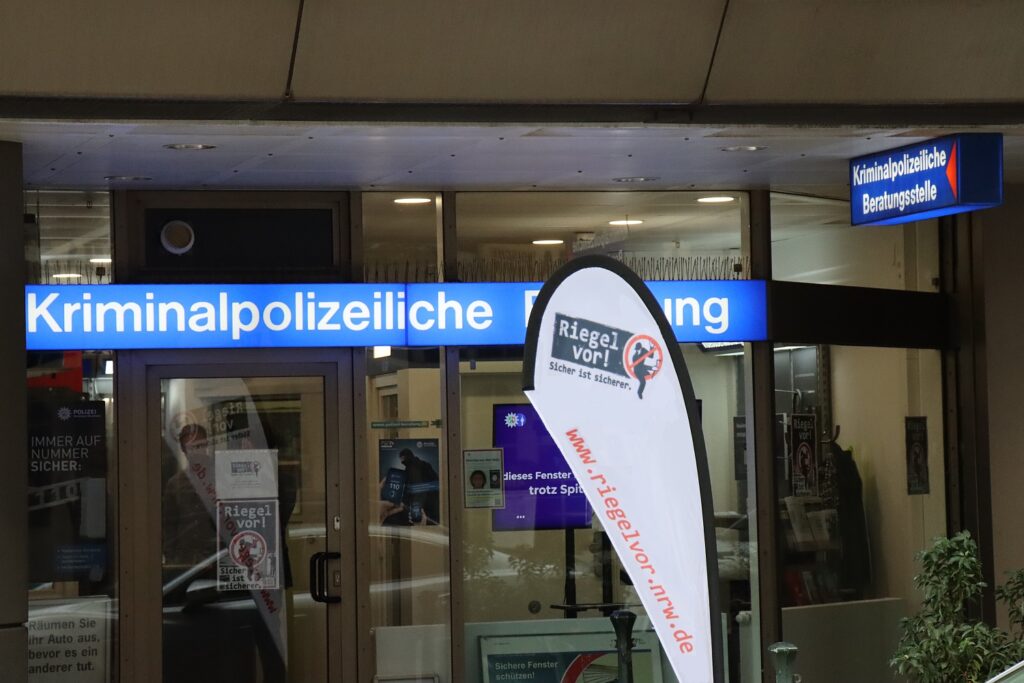 Kriminalpolizeiliche
Beratungsstelle
Kriminalpolizeiliche ung
Riegel
vor!
Sicher ist sicherer.
www.riegelvor.nrw.de
POLIZEI
IMMER AUF
NUMMER
SICHER:
Riegel
vor!
Sicher
ist
sicherer.
110
dieses Fenster
trotz Spit
Räumen Sie
ihr Auto aus,
bevor es ein
anderer tut.
Sichere Fenster
schützen!